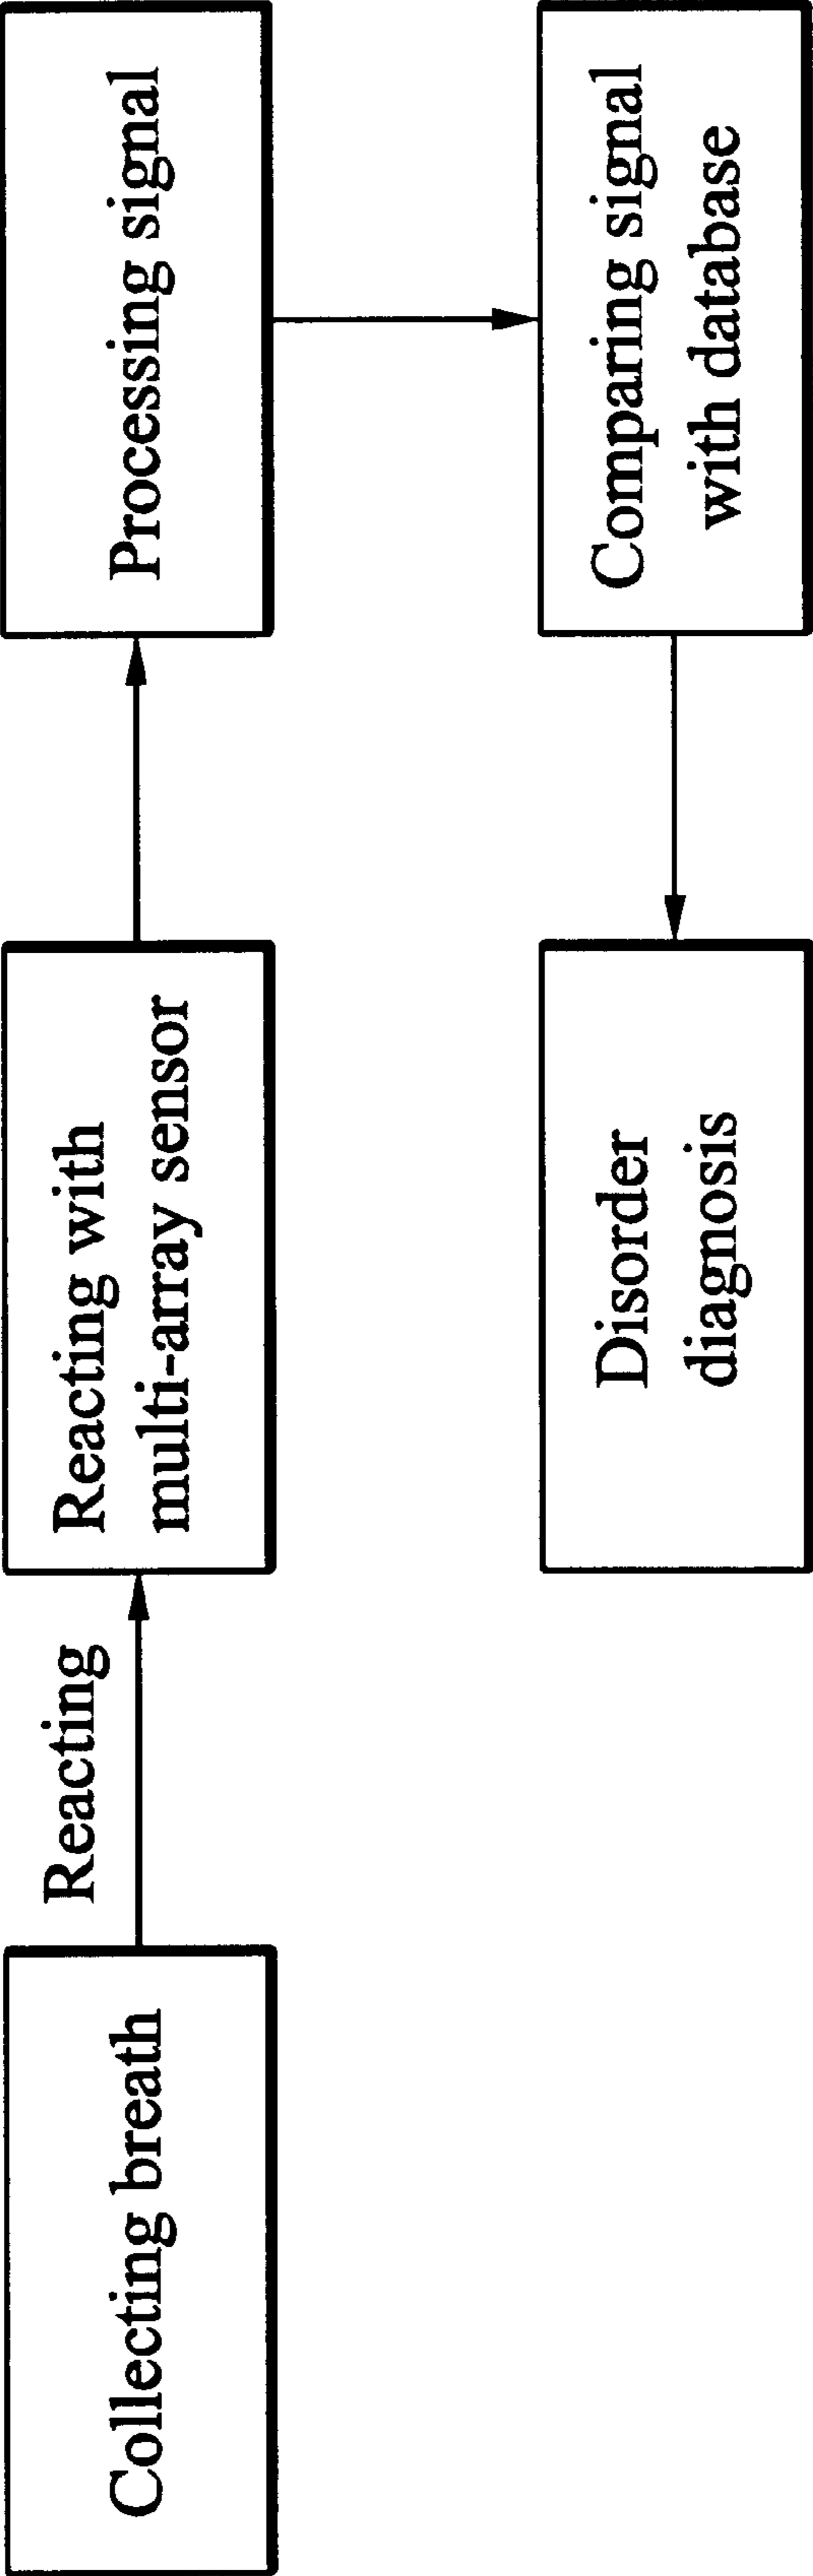 Collecting breath
Reacting
Reacting with
multi-array sensor
Processing signal
Comparing signal
with database
Disorder
diagnosis